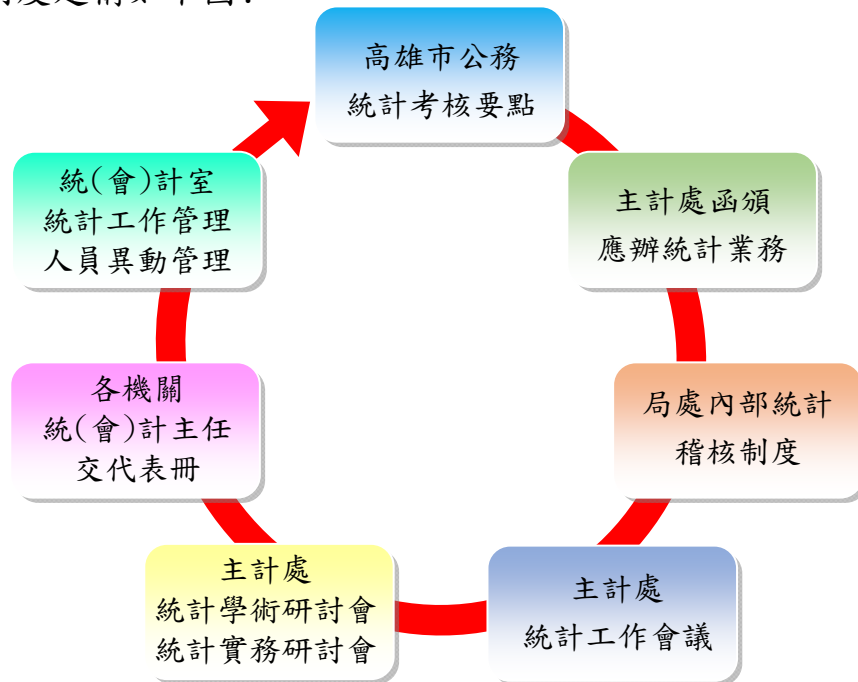 高雄市公務
統計考核要點
主計處函頒
應辦統計業務
局處內部統計
稽核制度
主計處
統計工作會議
主計處
統計學術研討會
統計實務研討會
各機關
統(會)計主任
交代表冊
統(會)計室
統計工作管理
人員異動管理